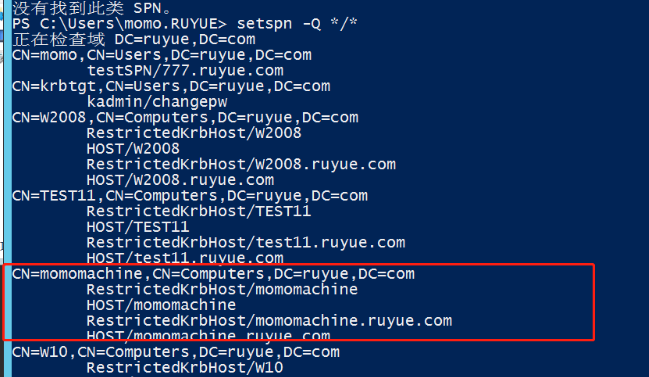 没有找到此类 SPN。
PS C:\Users\momo.RUYUE> setspn -Q */*
正在检查域 DC=ruyue,DC=com
CN=momo,CN=Users,DC=ruyue,DC=com
testSPN/777.ruyue.com
CN=krbtgt,CN=Users,DC=ruyue,DC=com
kadmin/changepw
CN=W2008,CN=Computers,DC=ruyue,DC=com
RestrictedKrbHost/W2008
HOST/W2008
RestrictedKrbHost/W2008.ruyue.com
HOST/W2008.ruyue.com
CN=TEST11,CN=Computers,DC=ruyue,DC=com
RestrictedKrbHost/TEST11
HOST/TEST11
RestrictedKrbHost/test11.ruyue.com
HOST/test11.ruyue.com
CN=momomachine,CN=Computers,DC=ruyue,DC=com
RestrictedKrbHost/momomachine
HOST/momomachine
RestrictedKrbHost/momomachine.ruyue.com
HOST/momomachine.ruyue.com
CN=W10,CN=Computers,DC=ruyue,DC=com
RestrictedKrbHost/W10